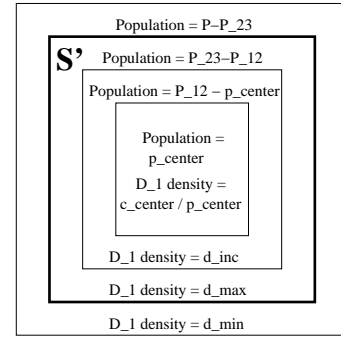 Population = P−P_23
S’
Population = P_23−P_12
Population = P_12 − p_center
Population =
p_center
D_1 density =
c_center / p_center
D_1 density = d_inc
D_1 density = d_max
D_1 density = d_min